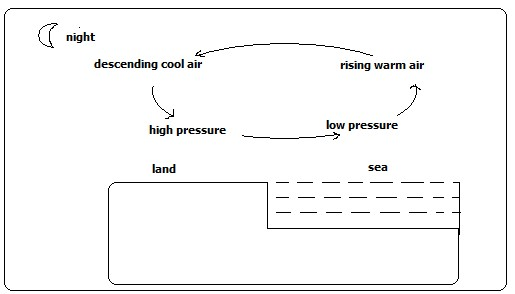 night
descending cool air
rising warm air
high pressure
low pressure
land
sea